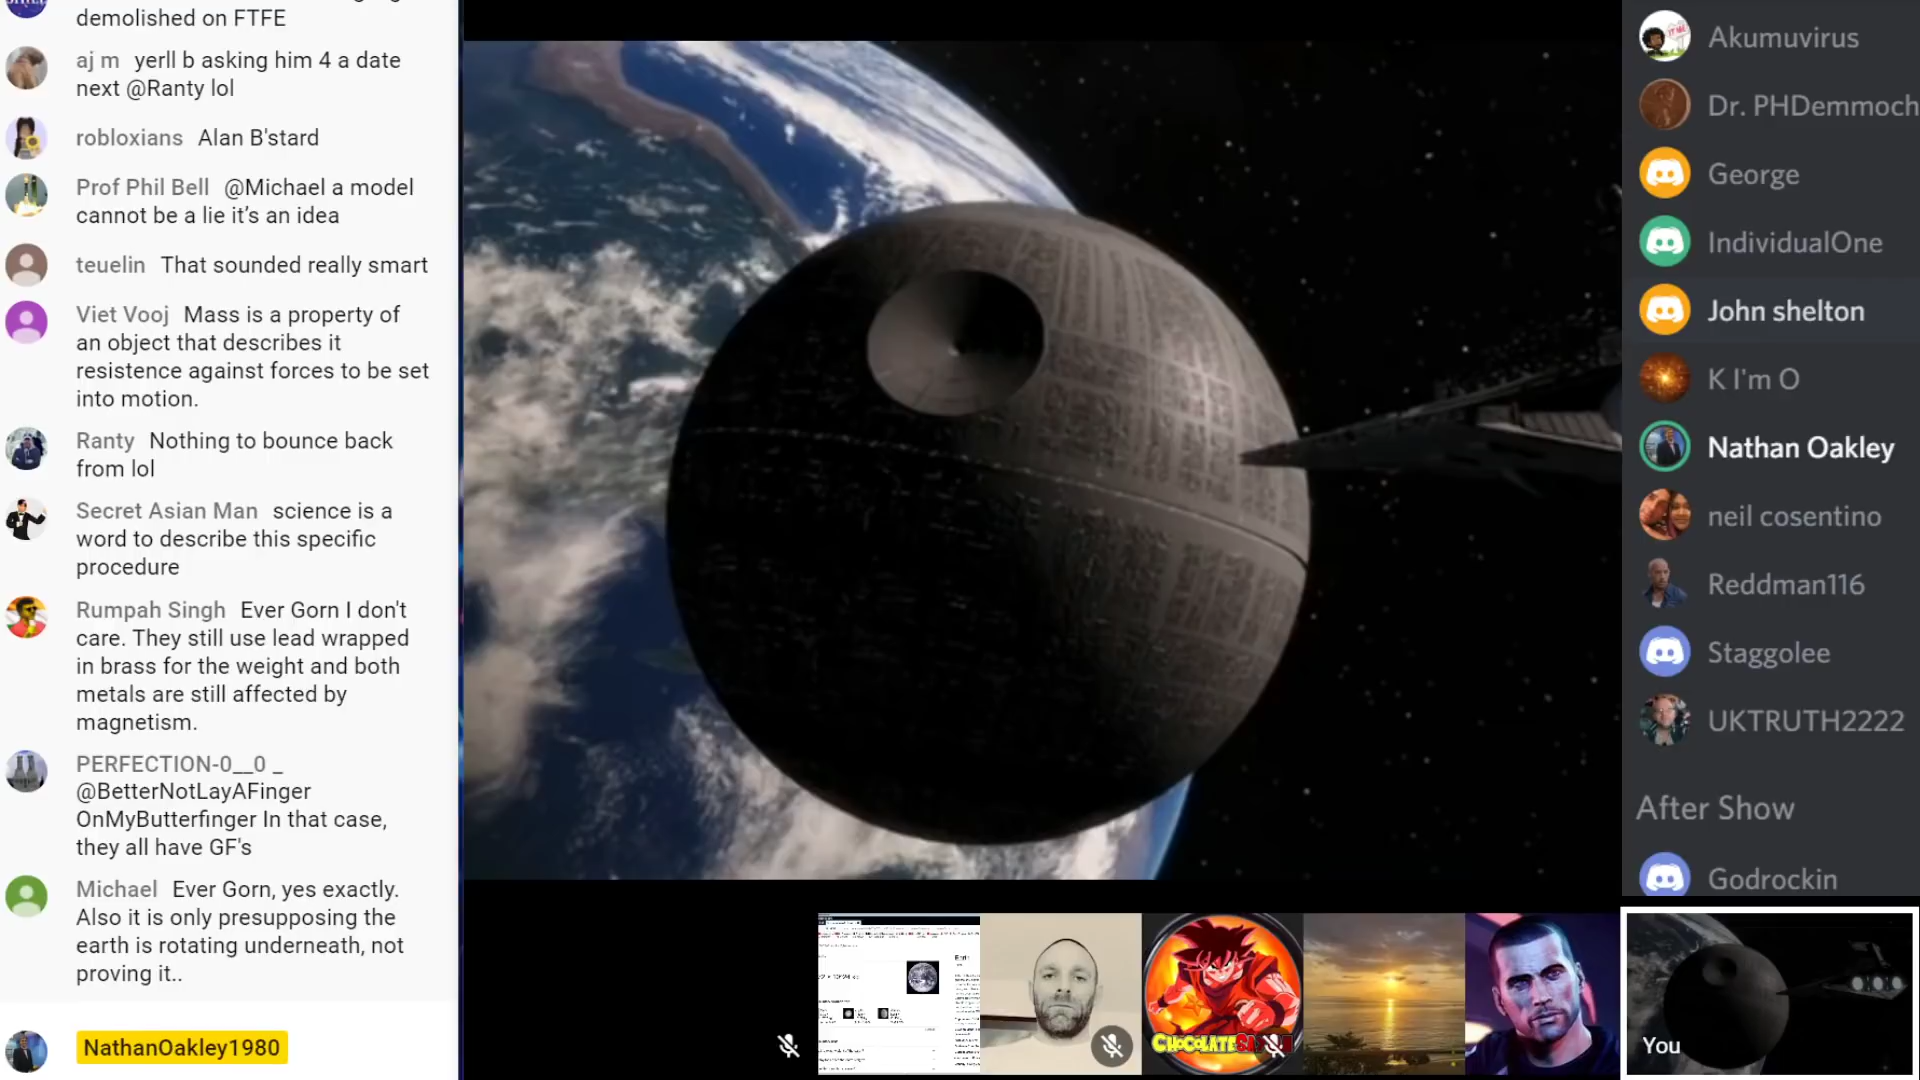 demolished on FTFE
aj m yerll b asking him 4 a date
next @Ranty lol
robloxians Alan B'stard
Prof Phil Bell @Michael a model
cannot be a lie it’s an idea
teuelin That sounded really smart
Viet Vooj Mass is a property of
an object that describes it
resistence against forces to be set
into motion.
Ranty Nothing to bounce back
from lol
Secret Asian Man science is a
word to describe this specific
procedure
Rumpah Singh Ever Gorn I don't
care. They still use lead wrapped
in brass for the weight and both
metals are still affected by
magnetism.
PERFECTION-0__0 _
@BetterNotLayAFinger
OnMyButterfinger In that case,
they all have GF's
Michael Ever Gorn, yes exactly.
Also it is only presupposing the
earth is rotating underneath, not
proving it..
NathanOakley1980
Akumuvirus
Dr. PHDemmoch
George
IndividualOne
John shelton
K I'm O
Nathan Oakley
neil cosentino
Reddman116
Staggolee
UKTRUTH2222
After Show
Godrockin
You